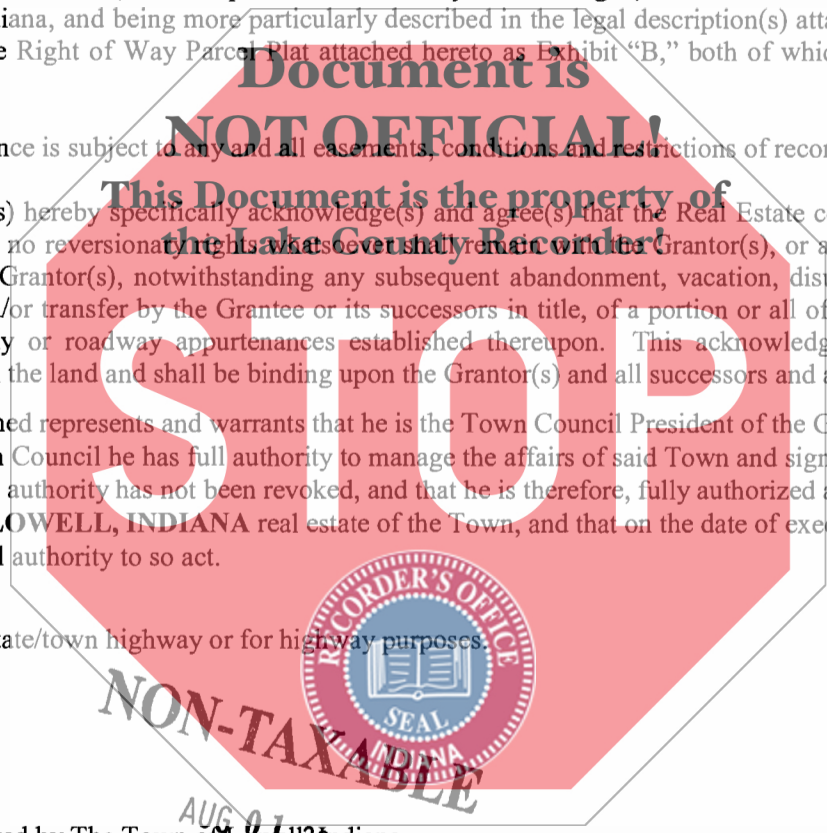 iana, and being more particularly described in the legal description(s)
e Right of Way Parcel Plat attached hereto as Exhibit “B,” both of
Document is
NOT OFFICIAL!
nce is subject to any and all easements, conditions and restrictions of
This Document is the property of
s) hereby specifically acknowledge(s) and agree(s) that the Real Estate
the Lake County Recorder!
no reversionary rights whatsoever shall remain with the Grantor(s), or
Grantor(s), notwithstanding any subsequent abandonment, vacation,
/or transfer by the Grantee or its successors in title, of a portion or all of
y or roadway appurtenances established thereupon. This
the land and shall be binding upon the Grantor(s) and all successors and
STOP
ned represents and warrants that he is the Town Council President of the
Council he has full authority to manage the affairs of said Town and
authority has not been revoked, and that he is therefore, fully authorized
LOWELL, INDIANA real estate of the Town, and that on the date of
authority to so act.
RECORDER'S OFFICE
tate/town highway or for highway purposes.
SEAL
INDIANA
NON-TAXABLE
AUG
by The Town